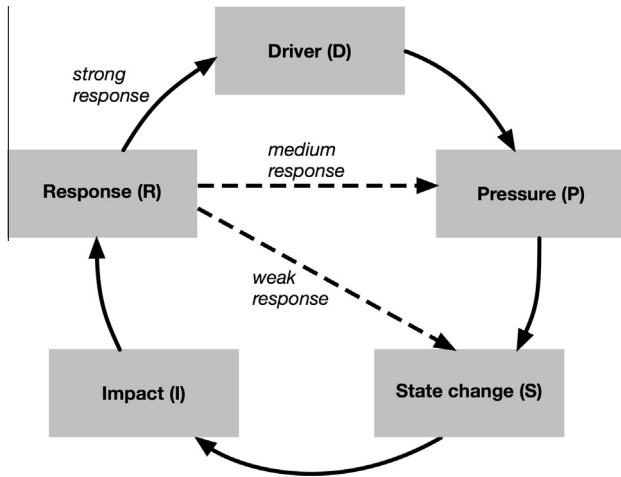 Driver (D)
strong
response
medium
response
Response (R)
Pressure (P)
weak
response
Impact (I)
State change (S)